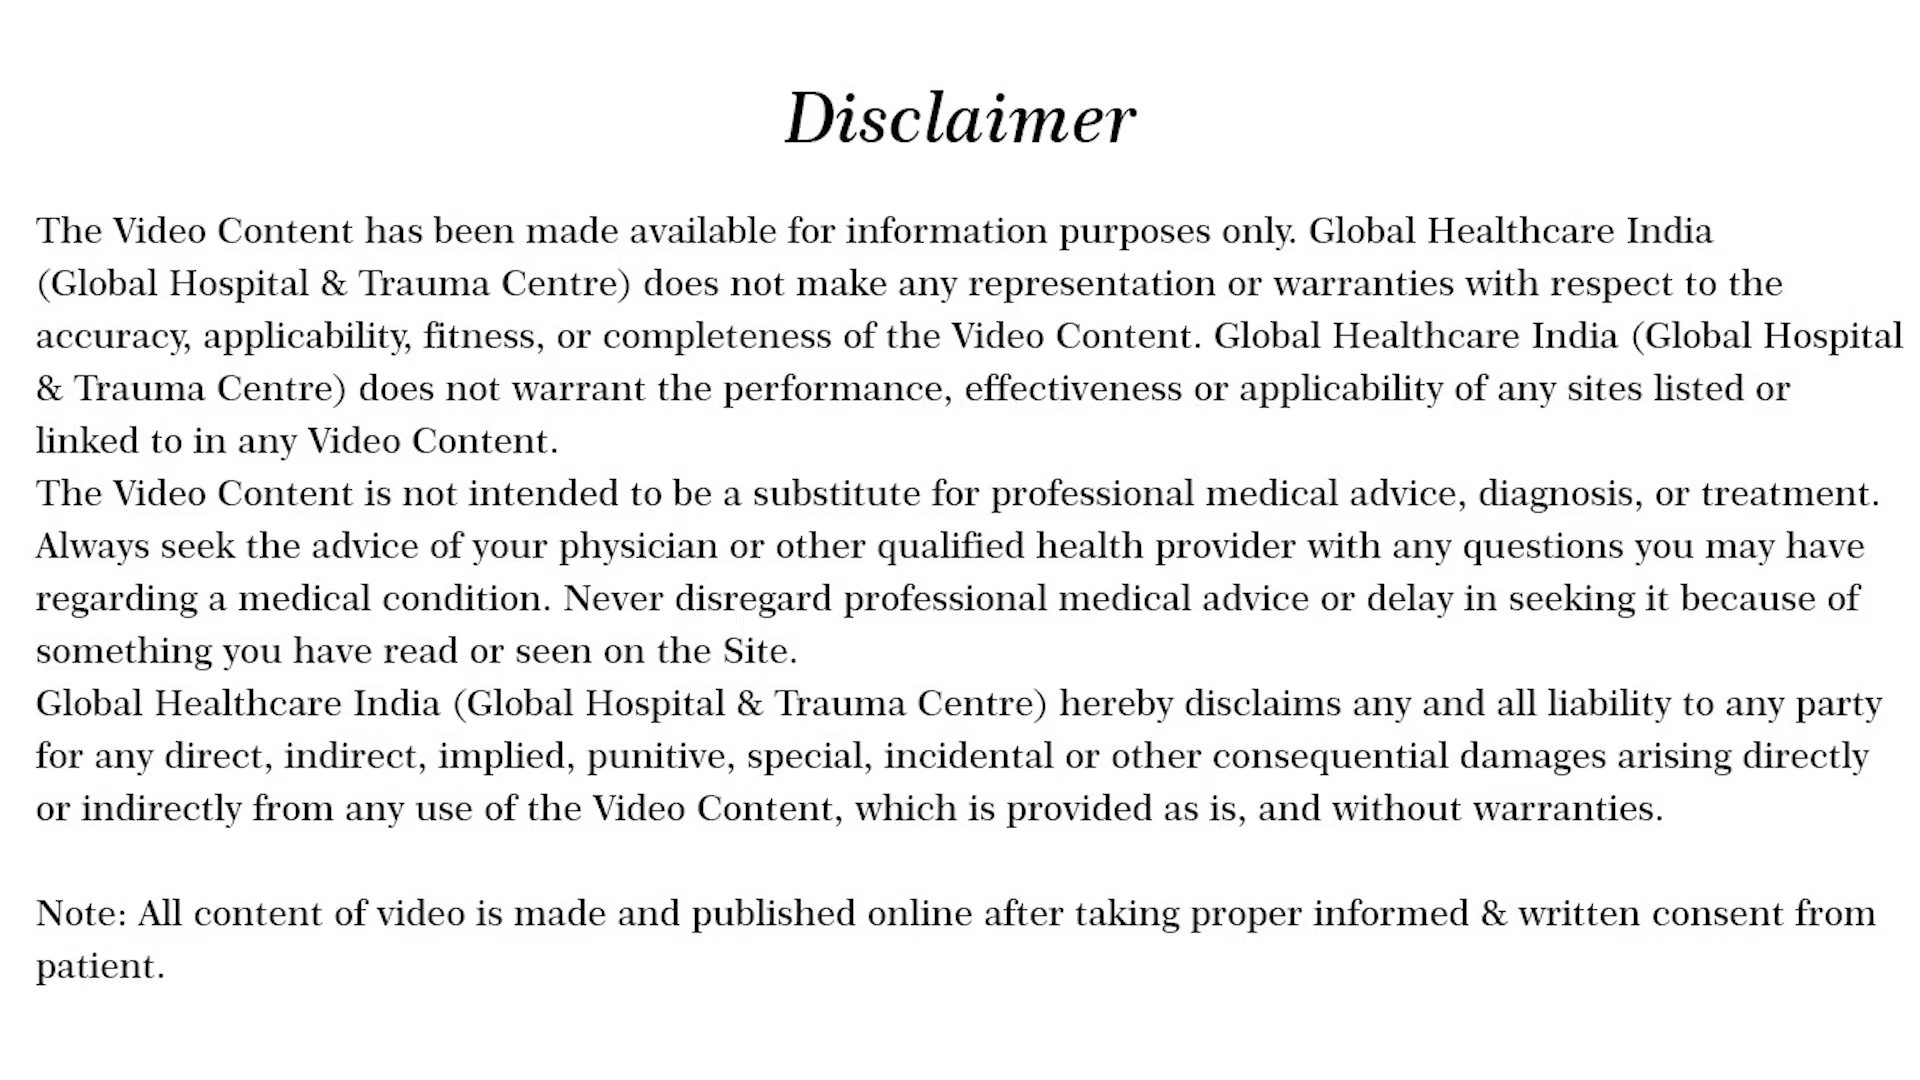 Disclaimer
The Video Content has been made available for information purposes only. Global Healthcare India
(Global Hospital & Trauma Centre) does not make any representation or warranties with respect to the
accuracy, applicability, fitness, or completeness of the Video Content. Global Healthcare India (Global Hospital
& Trauma Centre) does not warrant the performance, effectiveness or applicability of any sites listed or
linked to in any Video Content.
The Video Content is not intended to be a substitute for professional medical advice, diagnosis, or treatment.
Always seek the advice of your physician or other qualified health provider with any questions you may have
regarding a medical condition. Never disregard professional medical advice or delay in seeking it because of
something you have read or seen on the Site.
Global Healthcare India (Global Hospital & Trauma Centre) hereby disclaims any and all liability to any party
for any direct, indirect, implied, punitive, special, incidental or other consequential damages arising directly
or indirectly from any use of the Video Content, which is provided as is, and without warranties.
Note: All content of video is made and published online after taking proper informed & written consent from
patient.